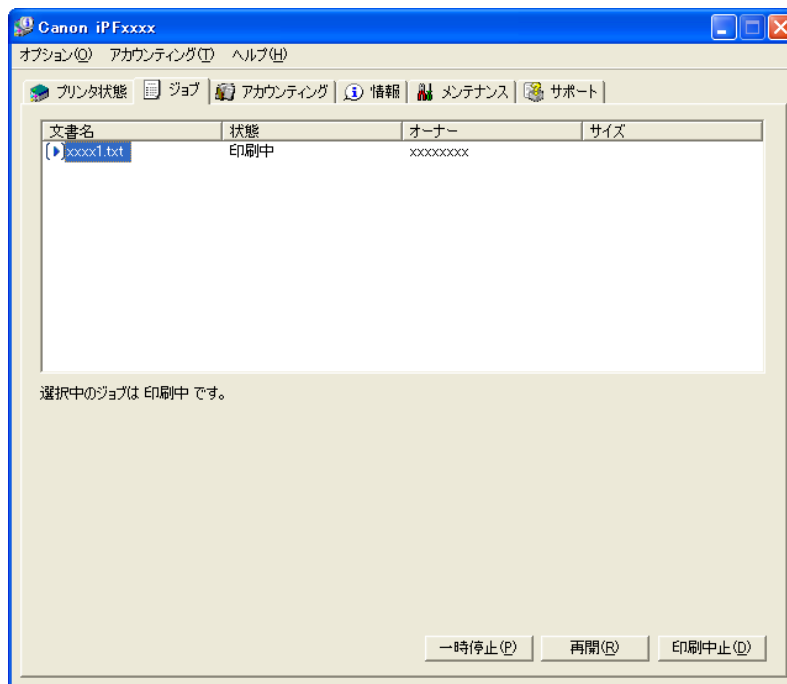 Canon iPFxxxx
オプション(O) アカウンティング(T) ヘルプ(H)
プリンタ状態 ジョブ アカウンティング 情報 メンテナンス サポート
文書名 状態 オーナー サイズ
xxxx1.txt 印刷中 xxxxxxxx
選択中のジョブは 印刷中 です。
一時停止(P) 再開(R) 印刷中止(D)